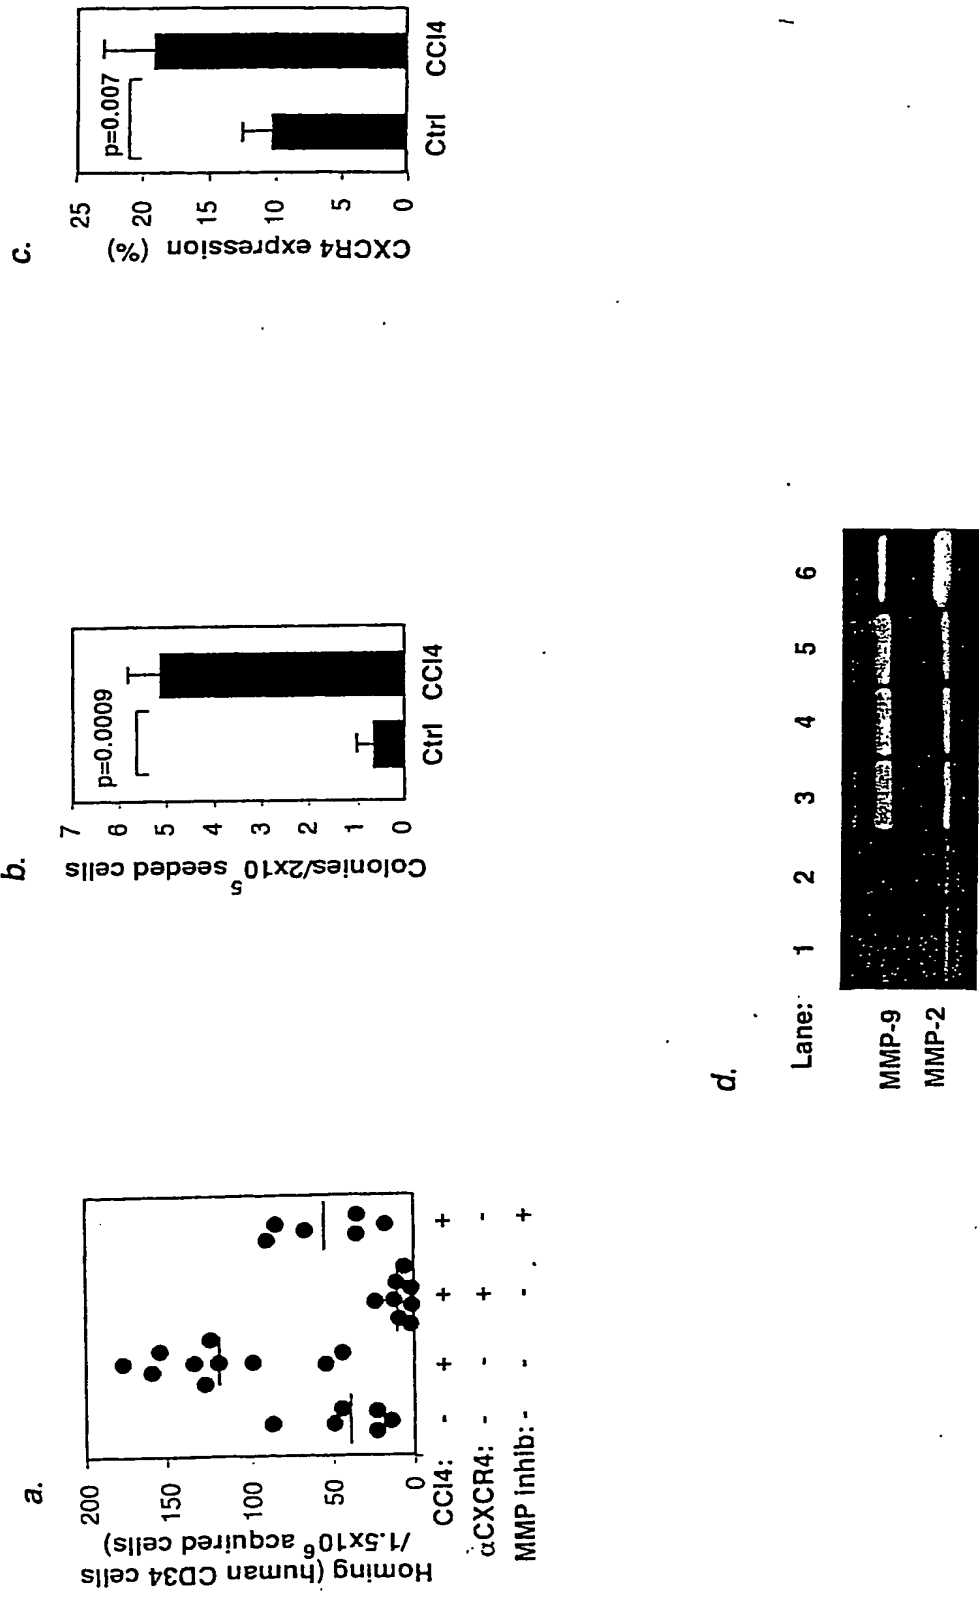 a.
Homing (human CD34 cells
/1.5x10⁶ acquired cells)
200
150
100
50
0
CCl4: - + + +
αCXCR4: - - + -
MMP inhib: - - - +
b.
Colonies/2x10⁵ seeded cells
7
6
5
4
3
2
1
0
p=0.0009
Ctrl CCl4
c.
CXCR4 expression (%)
25
20
15
10
5
0
p=0.007
Ctrl CCl4
d.
Lane: 1 2 3 4 5 6
MMP-9
MMP-2